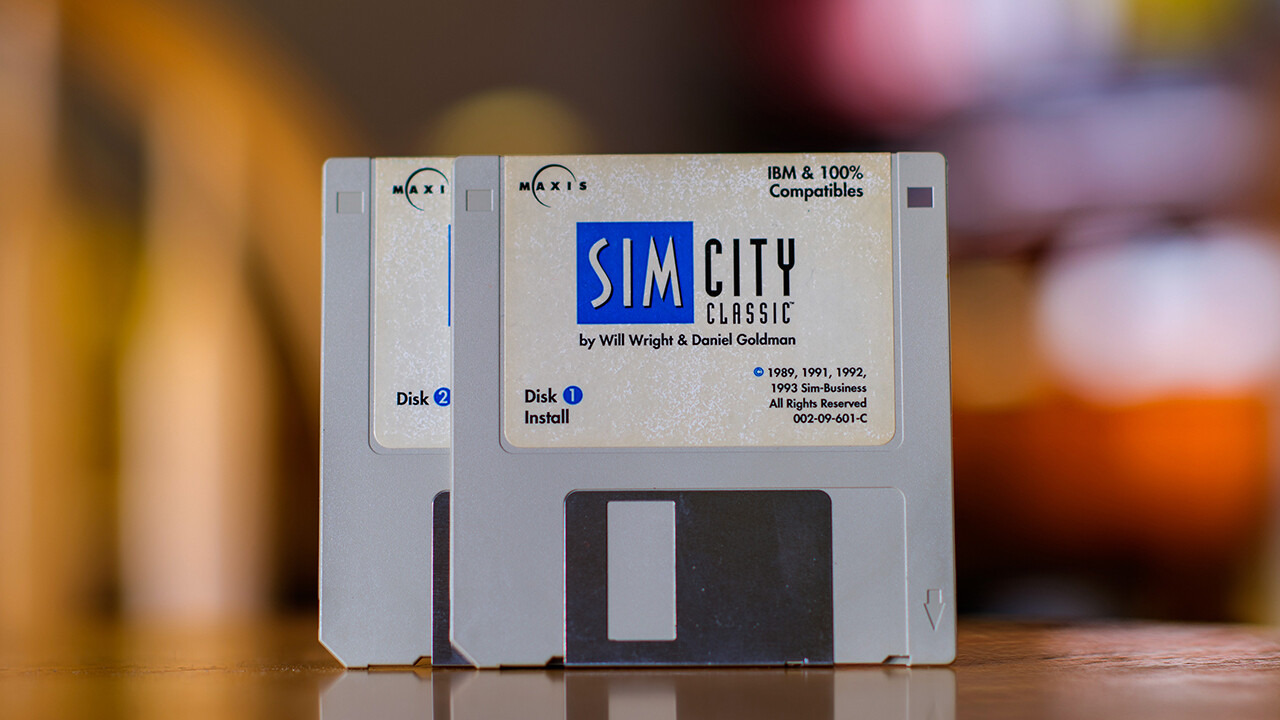 MAXIS
Disk 2
MAXIS
IBM & 100%
Compatibles
SIM CITY
CLASSIC™
by Will Wright & Daniel Goldman
© 1989, 1991, 1992,
1993 Sim-Business
All Rights Reserved
002-09-601-C
Disk 1
Install